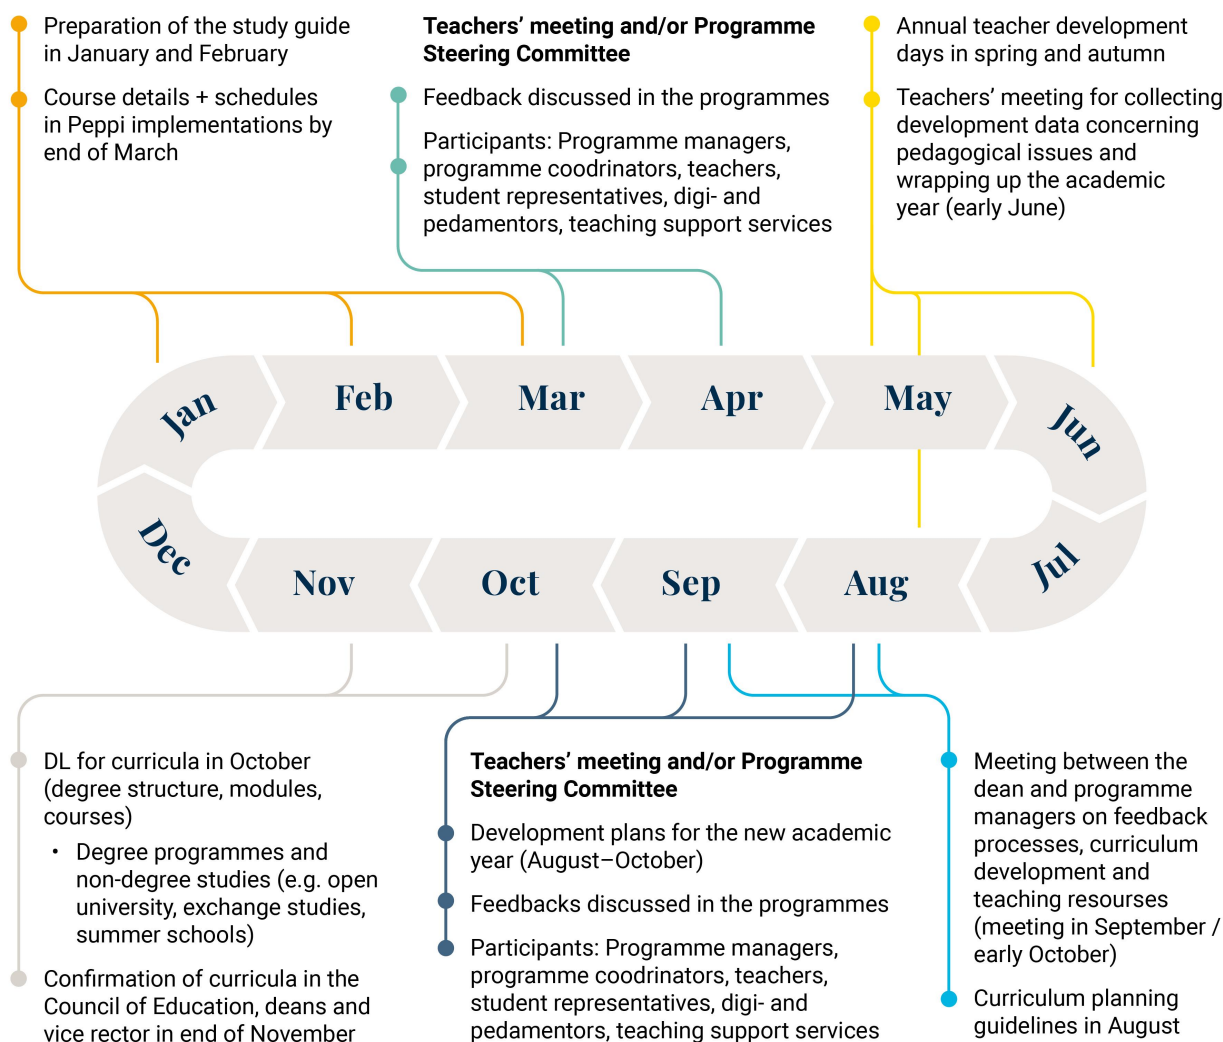 Preparation of the study guide
in January and February
Course details + schedules
in Peppi implementations by
end of March
Teachers’ meeting and/or Programme
Steering Committee
Feedback discussed in the programmes
Participants: Programme managers,
programme coodrinators, teachers,
student representatives, digi- and
pedamentors, teaching support services
Annual teacher development
days in spring and autumn
Teachers’ meeting for collecting
development data concerning
pedagogical issues and
wrapping up the academic
year (early June)
Jan
Feb
Mar
Apr
May
Jun
Jul
Aug
Sep
Oct
Nov
Dec
DL for curricula in October
(degree structure, modules,
courses)
• Degree programmes and
non-degree studies (e.g. open
university, exchange studies,
summer schools)
Confirmation of curricula in the
Council of Education, deans and
vice rector in end of November
Teachers’ meeting and/or Programme
Steering Committee
Development plans for the new academic
year (August–October)
Feedbacks discussed in the programmes
Participants: Programme managers,
programme coodrinators, teachers,
student representatives, digi- and
pedamentors, teaching support services
Meeting between the
dean and programme
managers on feedback
processes, curriculum
development and
teaching resourses
(meeting in September /
early October)
Curriculum planning
guidelines in August